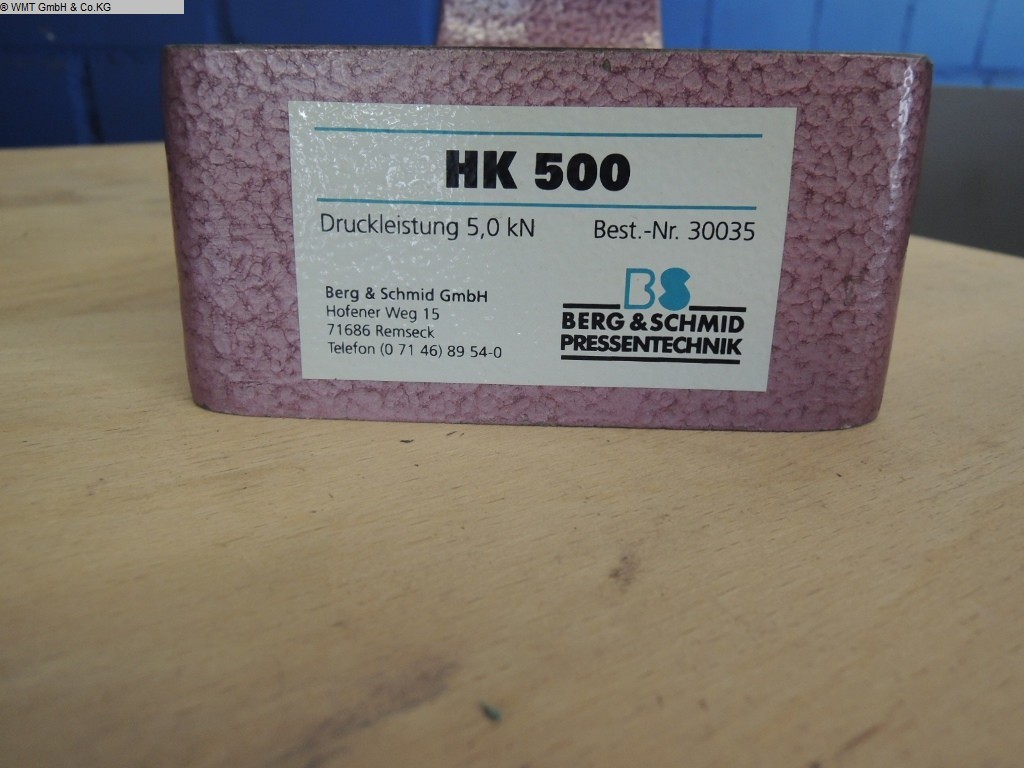 © WMT GmbH & Co.KG
HK 500
Druckleistung 5,0 kN Best.-Nr. 30035
Berg & Schmid GmbH
Hofener Weg 15
71686 Remseck
Telefon (0 71 46) 89 54-0
BS
BERG & SCHMID
PRESSENTECHNIK